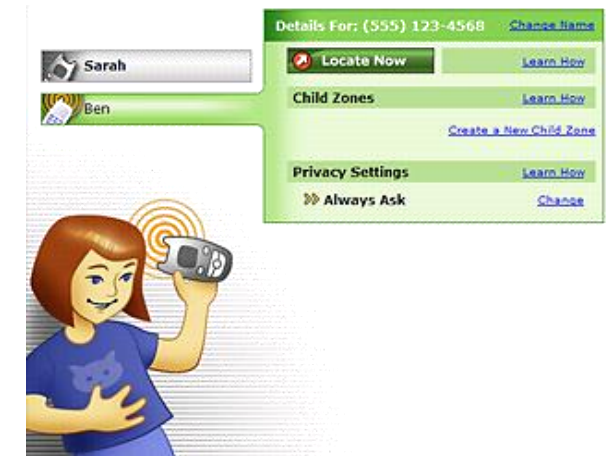 Details For: (555) 123-4568 Change Name
Sarah
Locate Now Learn How
Ben
Child Zones Learn How
Create a New Child Zone
Privacy Settings Learn How
Always Ask Change